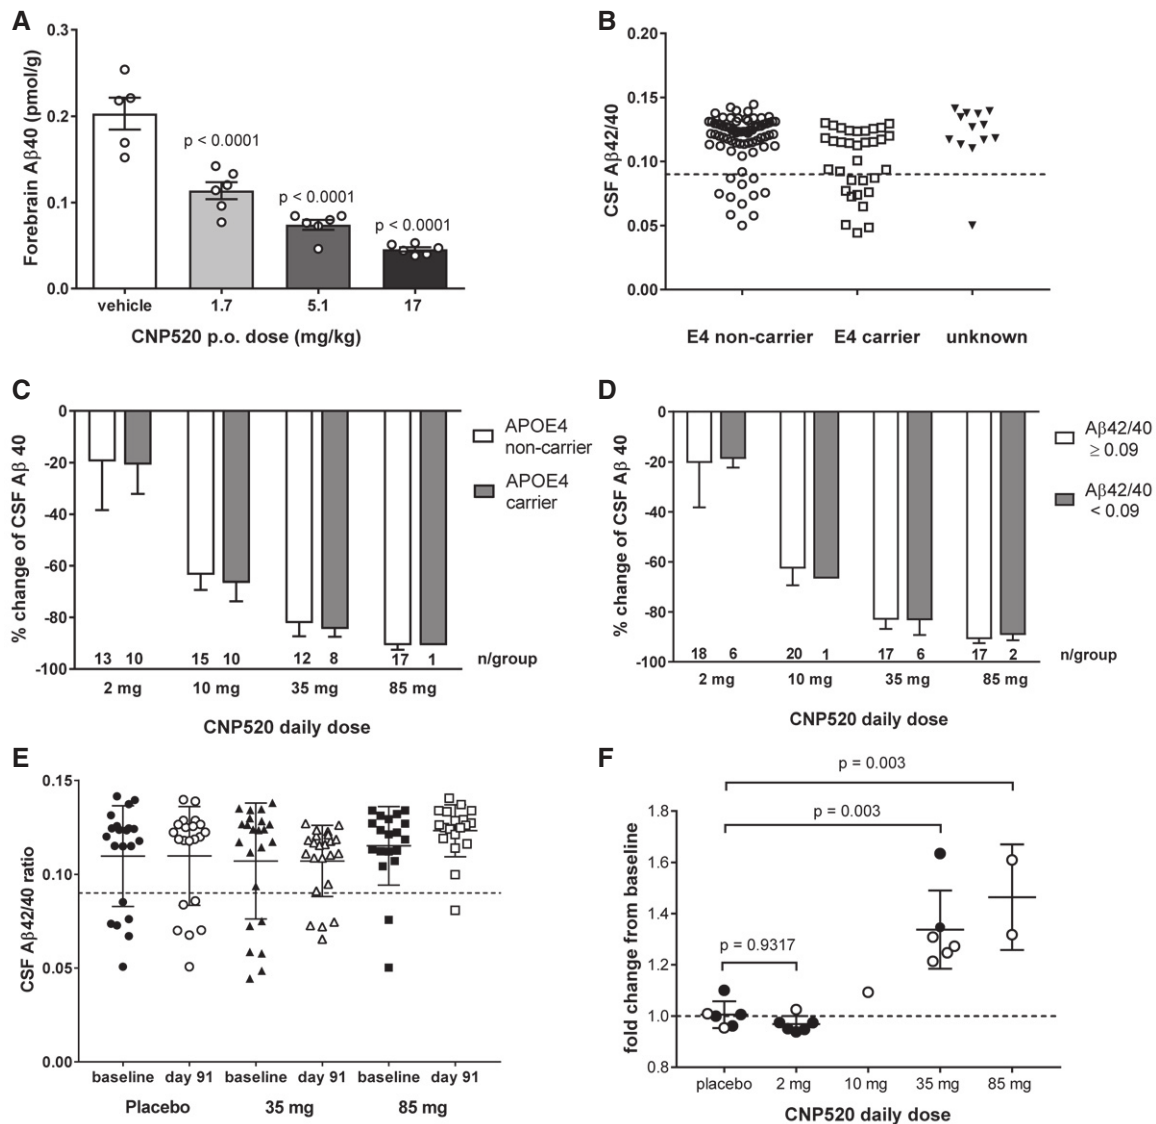 A
0.3
0.2
0.1
0.0
Forebrain Aβ40 (pmol/g)
p < 0.0001
p < 0.0001
p < 0.0001
vehicle 1.7 5.1 17
CNP520 p.o. dose (mg/kg)
B
0.20
0.15
0.10
0.05
0.00
CSF Aβ42/40
E4 non-carrier E4 carrier unknown
C
0
-20
-40
-60
-80
-100
% change of CSF Aβ 40
APOE4
non-carrier
APOE4
carrier
13 10 15 10 12 8 17 1 n/group
2 mg 10 mg 35 mg 85 mg
CNP520 daily dose
D
0
-20
-40
-60
-80
-100
% change of CSF Aβ 40
Aβ42/40
≥ 0.09
Aβ42/40
< 0.09
18 6 20 1 17 6 17 2 n/group
2 mg 10 mg 35 mg 85 mg
CNP520 daily dose
E
0.15
0.10
0.05
0.00
CSF Aβ42/40 ratio
baseline day 91 baseline day 91 baseline day 91
Placebo 35 mg 85 mg
F
p = 0.003
p = 0.003
p = 0.9317
1.8
1.6
1.4
1.2
1.0
0.8
fold change from baseline
placebo 2 mg 10 mg 35 mg 85 mg
CNP520 daily dose